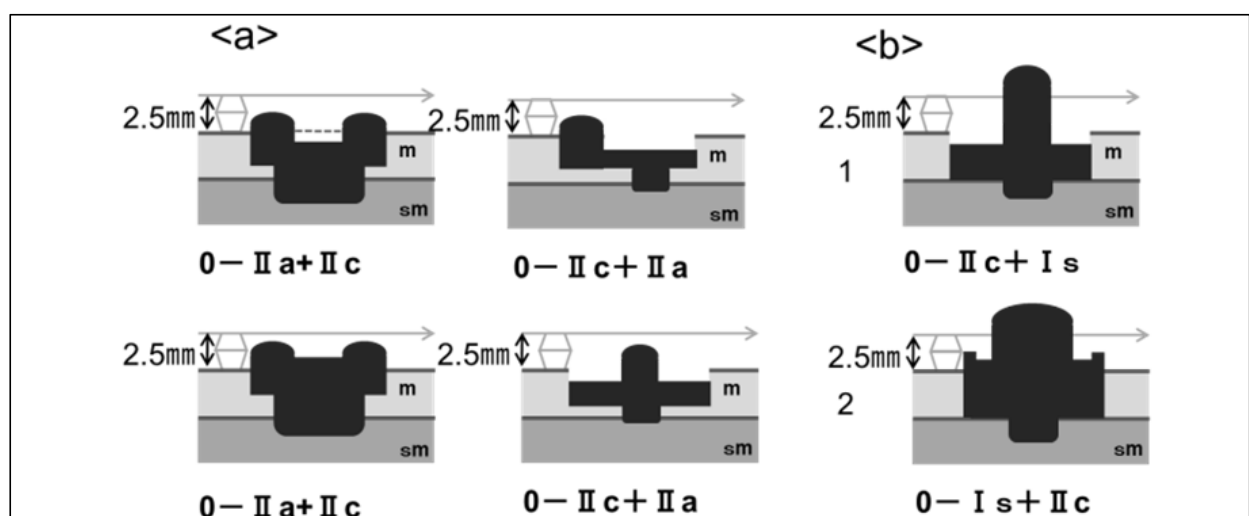 <a> <b>
2.5mm 2.5mm 2.5mm
m m m
1
sm sm sm
0－Ⅱa+Ⅱc 0－Ⅱc＋Ⅱa 0－Ⅱc＋Ⅰs
2.5mm 2.5mm 2.5mm
m m m
2
sm sm sm
0－Ⅱa+Ⅱc 0－Ⅱc＋Ⅱa 0－Ⅰs＋Ⅱc